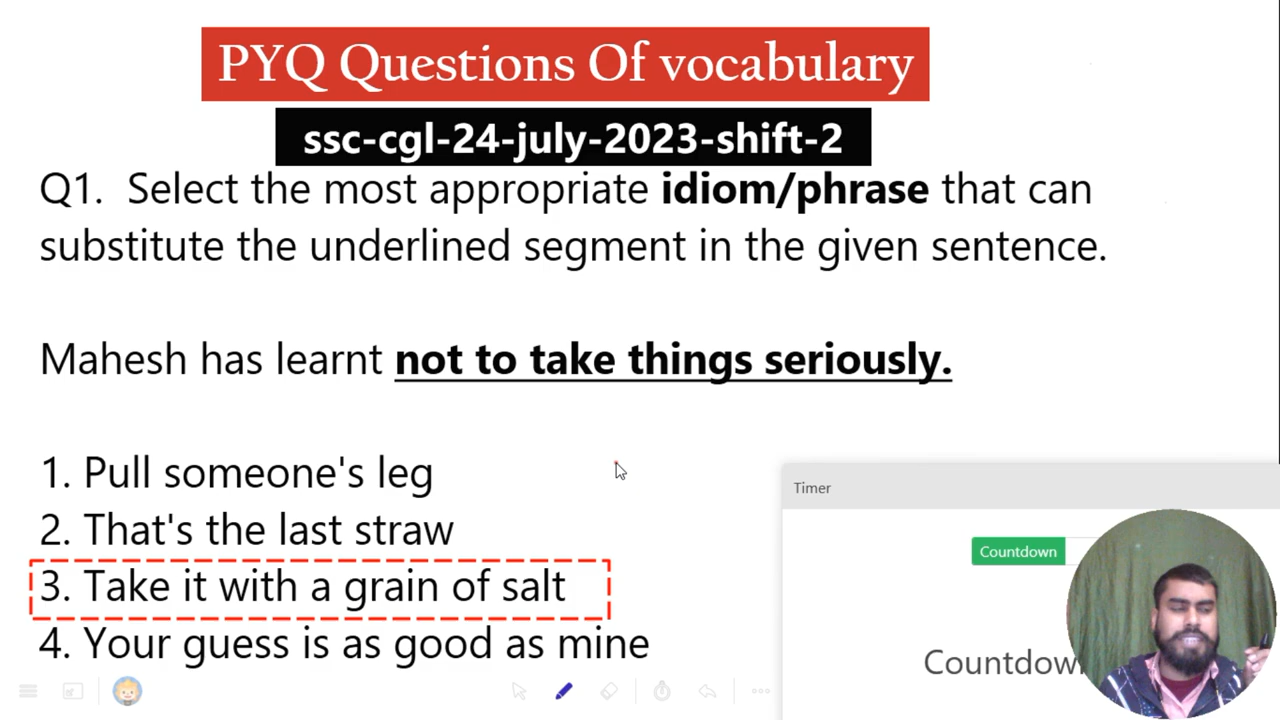 PYQ Questions Of vocabulary
ssc-cgl-24-july-2023-shift-2
Q1. Select the most appropriate idiom/phrase that can
substitute the underlined segment in the given sentence.
Mahesh has learnt not to take things seriously.
1. Pull someone's leg
2. That's the last straw
3. Take it with a grain of salt
4. Your guess is as good as mine
Timer
Countdown
Countdown